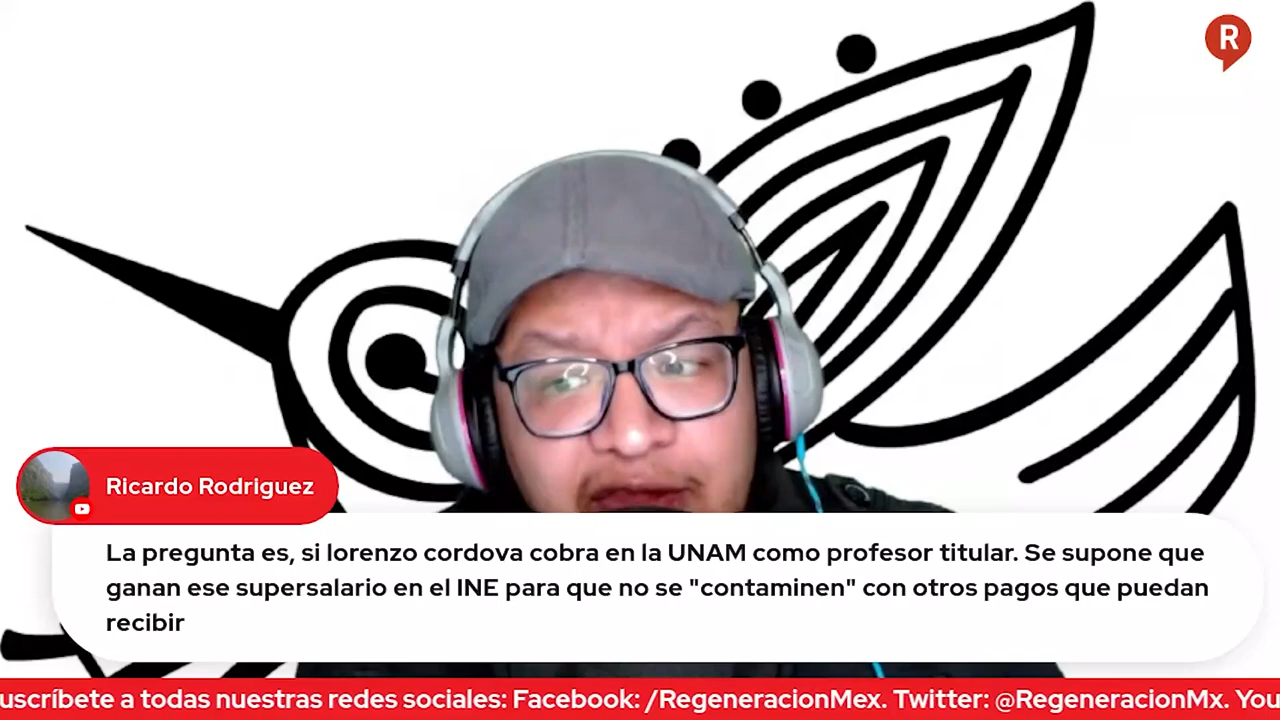 R
Ricardo Rodriguez
La pregunta es, si lorenzo cordova cobra en la UNAM como profesor titular. Se supone que
ganan ese supersalario en el INE para que no se "contaminen" con otros pagos que puedan
recibir
uscríbete a todas nuestras redes sociales: Facebook: /RegeneracionMex. Twitter: @RegeneracionMx. You